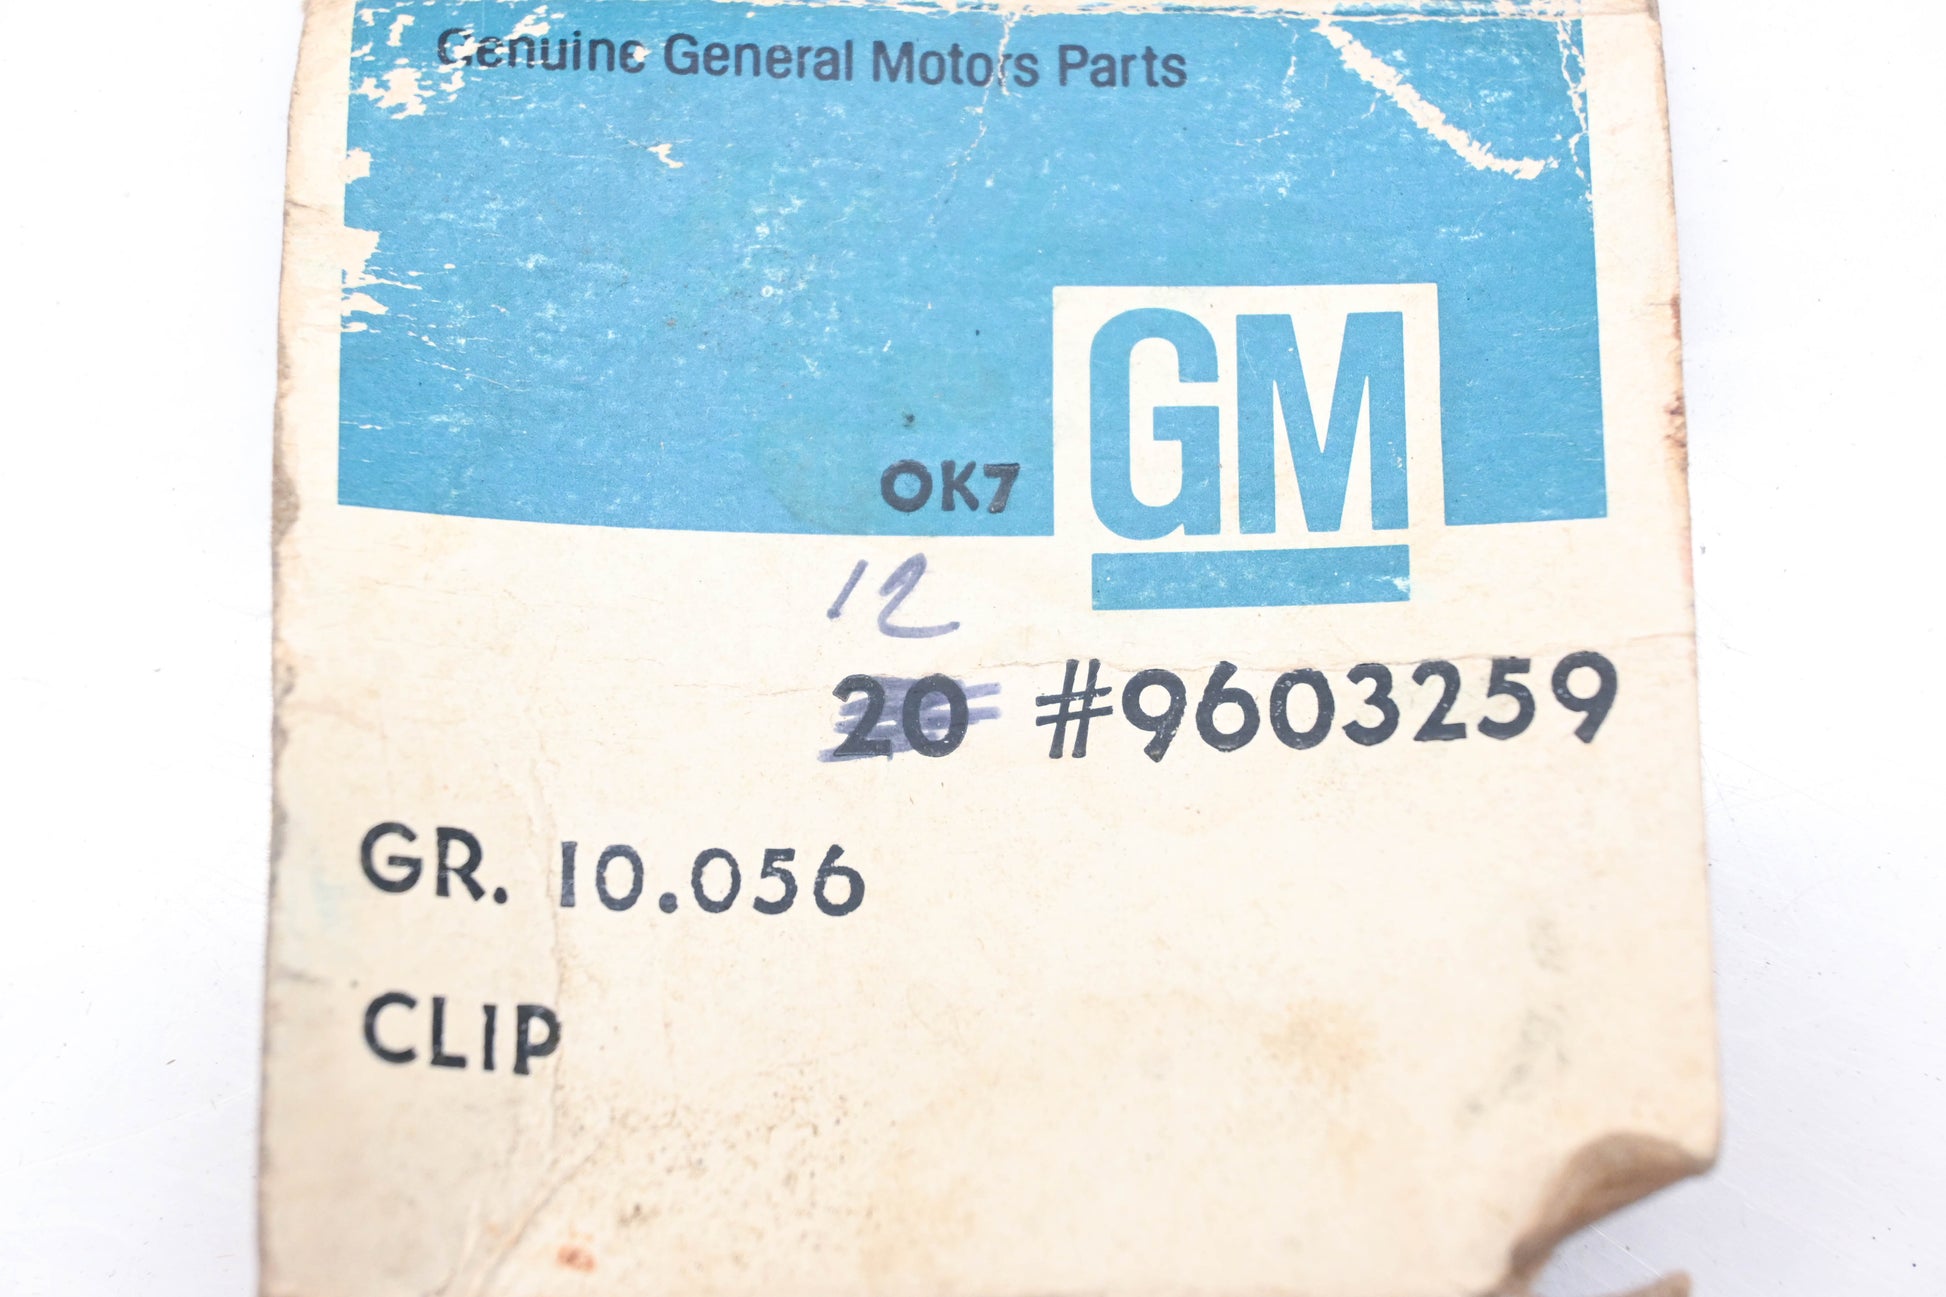 Genuine General Motors Parts
GM
OK7
12
20 #9603259
GR. 10.056
CLIP